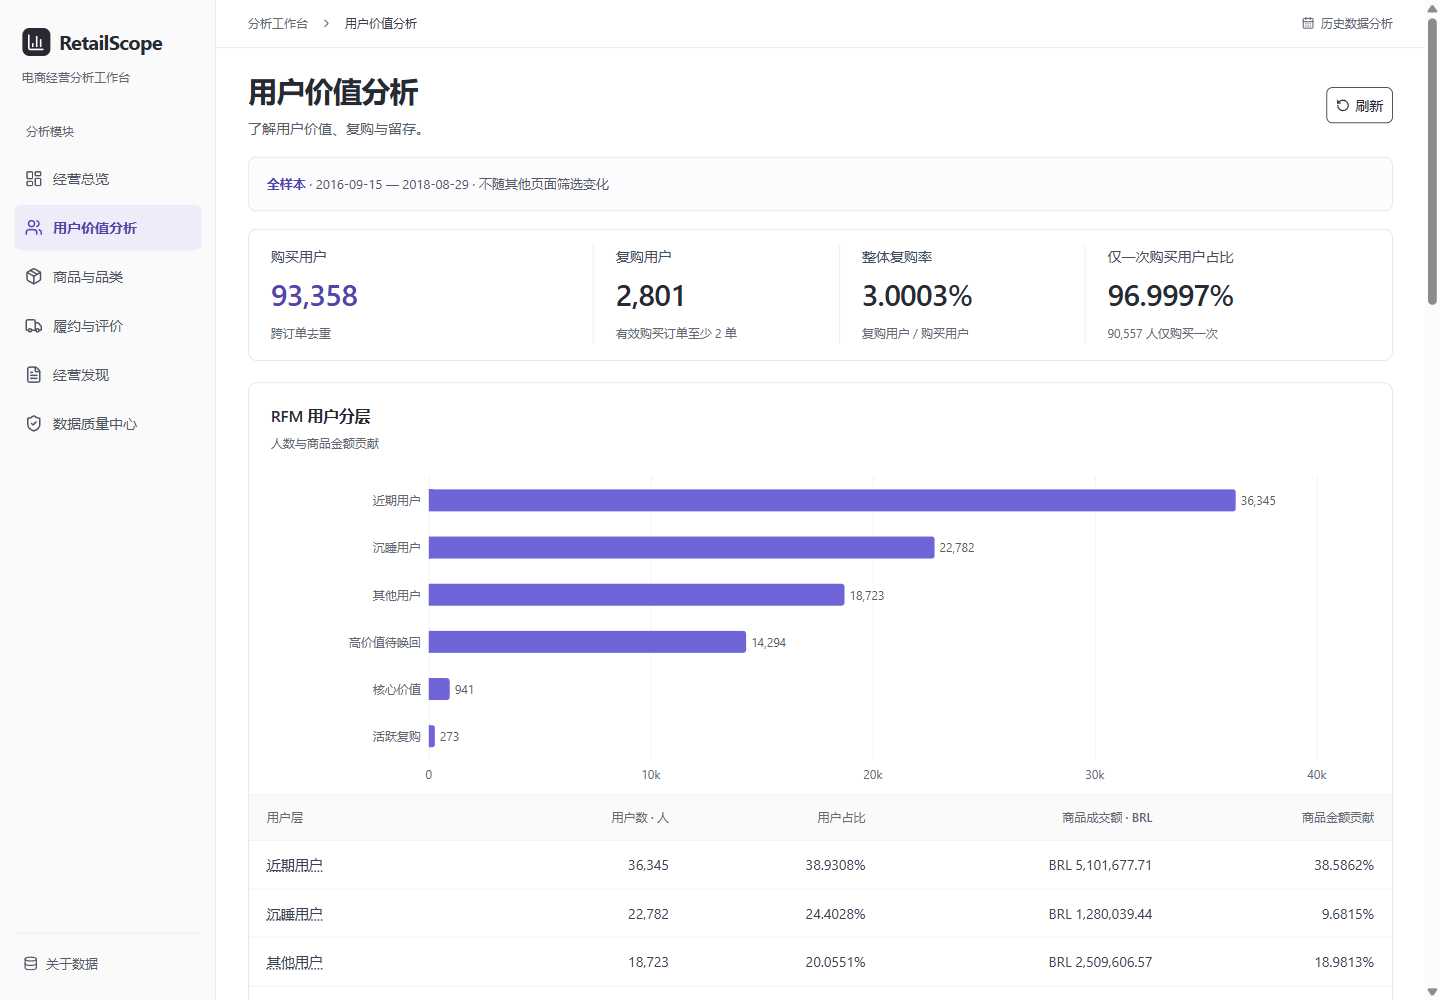 RetailScope
电商经营分析工作台
分析模块
经营总览
用户价值分析
商品与品类
履约与评价
经营发现
数据质量中心
关于数据
分析工作台 > 用户价值分析
历史数据分析
用户价值分析
了解用户价值、复购与留存。
刷新
全样本 · 2016-09-15 — 2018-08-29 · 不随其他页面筛选变化
购买用户
93,358
跨订单去重
复购用户
2,801
有效购买订单至少 2 单
整体复购率
3.0003%
复购用户 / 购买用户
仅一次购买用户占比
96.9997%
90,557 人仅购买一次
RFM 用户分层
人数与商品金额贡献
近期用户 36,345
沉睡用户 22,782
其他用户 18,723
高价值待唤回 14,294
核心价值 941
活跃复购 273
0 10k 20k 30k 40k
用户层 用户数 · 人 用户占比 商品成交额 · BRL 商品金额贡献
近期用户 36,345 38.9308% BRL 5,101,677.71 38.5862%
沉睡用户 22,782 24.4028% BRL 1,280,039.44 9.6815%
其他用户 18,723 20.0551% BRL 2,509,606.57 18.9813%